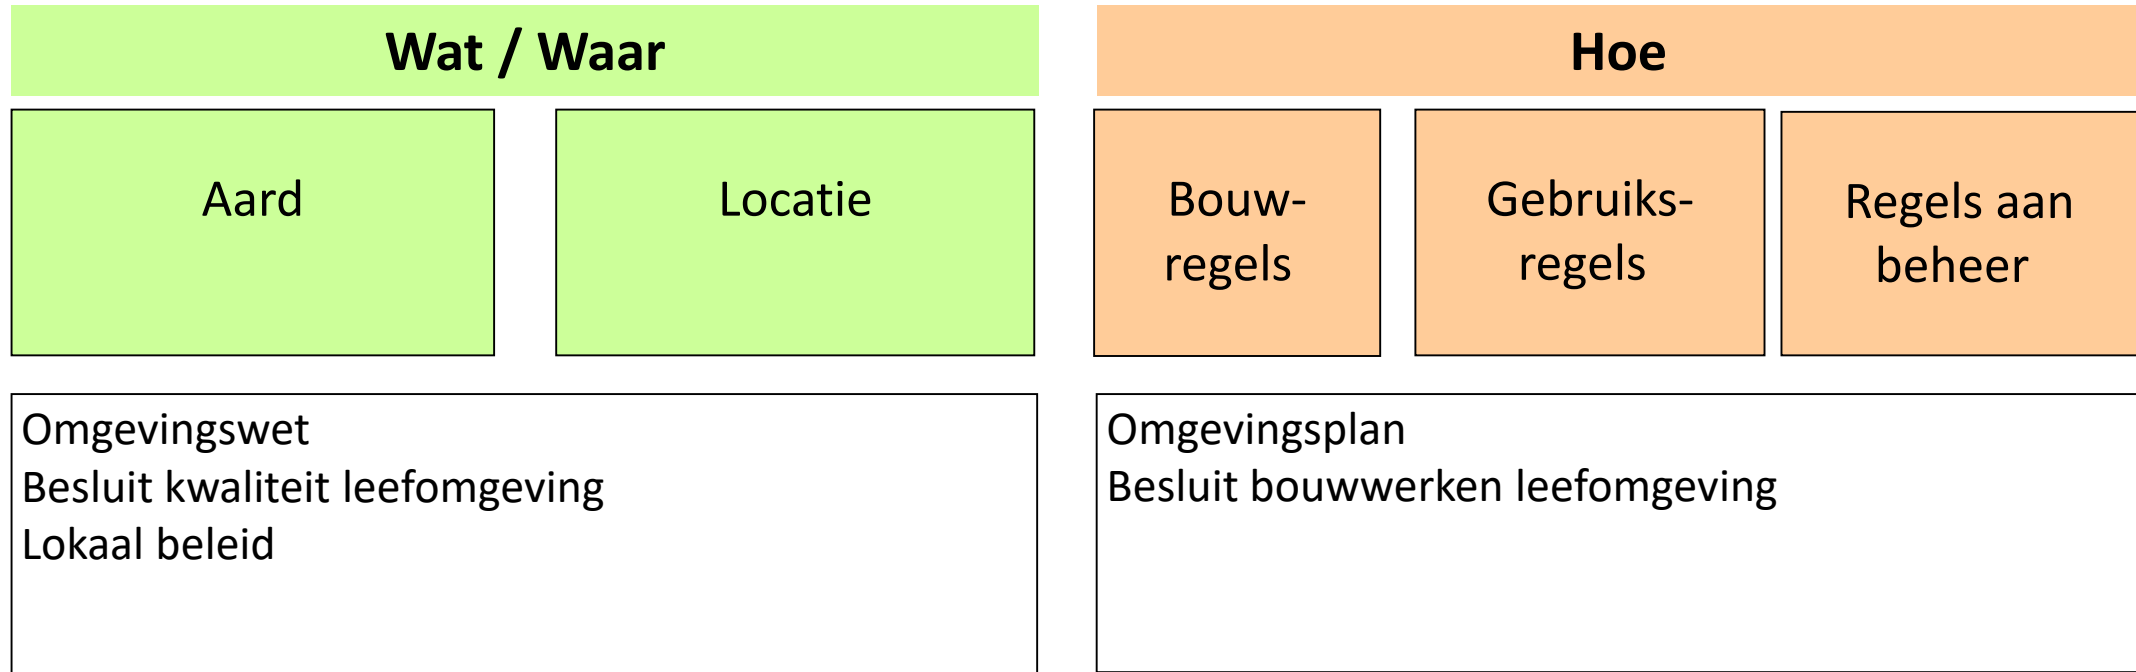 Wat / Waar
Hoe
Aard
Locatie
Bouw-
regels
Gebruiks-
regels
Regels aan
beheer
Omgevingswet
Besluit kwaliteit leefomgeving
Lokaal beleid
Omgevingsplan
Besluit bouwwerken leefomgeving